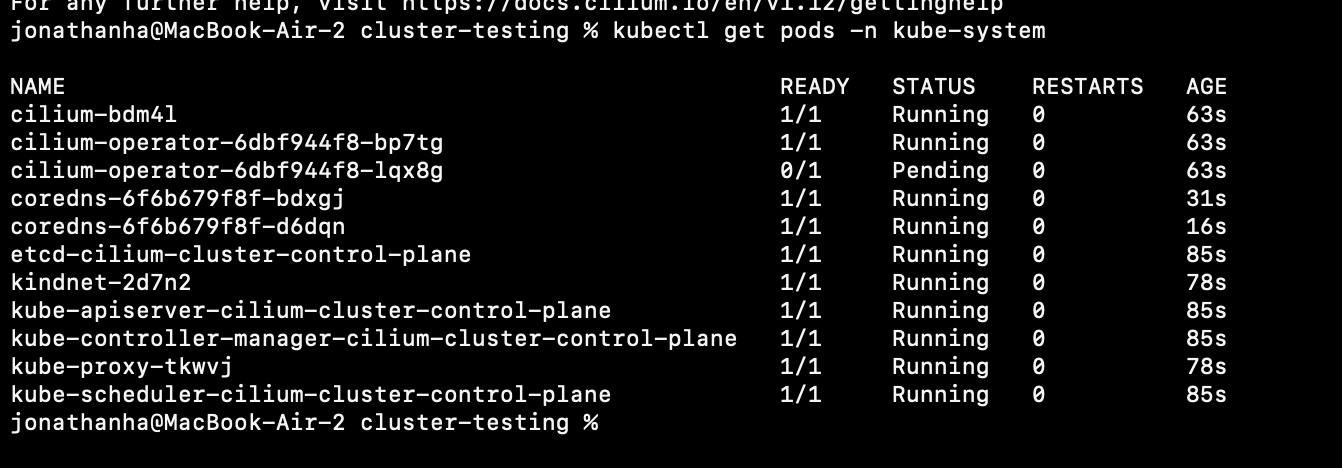 For any further help, visit https://docs.cilium.io/en/v1.12/gettinghelp
jonathanha@MacBook-Air-2 cluster-testing % kubectl get pods -n kube-system
NAME READY STATUS RESTARTS AGE
cilium-bdm4l 1/1 Running 0 63s
cilium-operator-6dbf944f8-bp7tg 1/1 Running 0 63s
cilium-operator-6dbf944f8-lqx8g 0/1 Pending 0 63s
coredns-6f6b679f8f-bdxgj 1/1 Running 0 31s
coredns-6f6b679f8f-d6dqn 1/1 Running 0 16s
etcd-cilium-cluster-control-plane 1/1 Running 0 85s
kindnet-2d7n2 1/1 Running 0 78s
kube-apiserver-cilium-cluster-control-plane 1/1 Running 0 85s
kube-controller-manager-cilium-cluster-control-plane 1/1 Running 0 85s
kube-proxy-tkwvj 1/1 Running 0 78s
kube-scheduler-cilium-cluster-control-plane 1/1 Running 0 85s
jonathanha@MacBook-Air-2 cluster-testing %